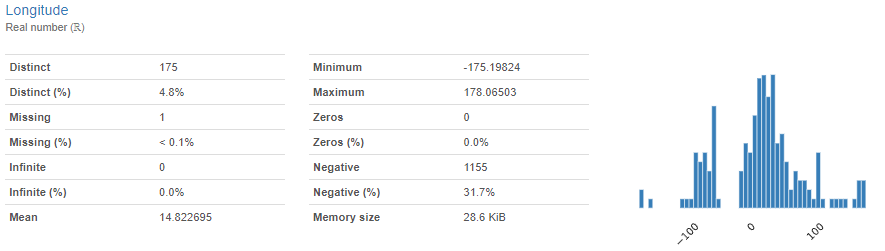 Longitude
Real number (ℝ)
Distinct 175
Distinct (%) 4.8%
Missing 1
Missing (%) < 0.1%
Infinite 0
Infinite (%) 0.0%
Mean 14.822695
Minimum -175.19824
Maximum 178.06503
Zeros 0
Zeros (%) 0.0%
Negative 1155
Negative (%) 31.7%
Memory size 28.6 KiB
−100 0 100